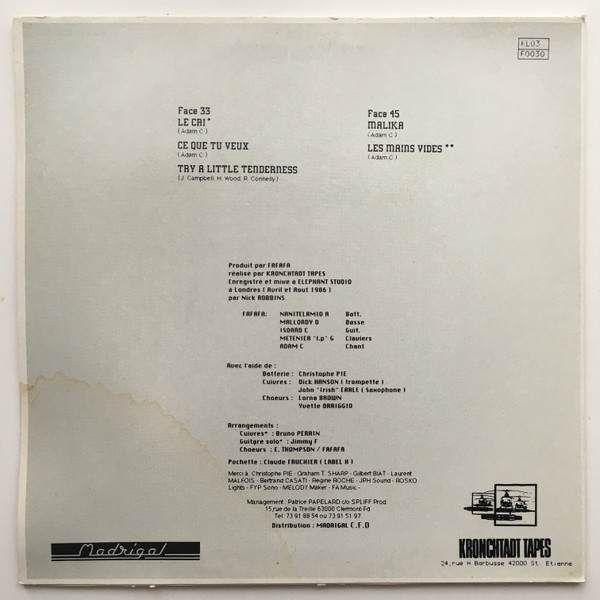 KL03
F0030
Face 33
LE CRI*
(Adam C.)
CE QUE TU VEUX
(Adam C.)
TRY A LITTLE TENDERNESS
(J. Campbell, H. Wood, R. Connelly)
Face 45
MALIKA
(Adam C.)
LES MAINS VIDES **
(Adam C.)
Produit par FAFAFA
réalisé par KRONCHTADT TAPES
Enregistré et mixé à ELEPHANT STUDIO
à Londres ( Avril et Aout 1986 )
par Nick ROBBINS
FAFAFA: NANITELAMIO A Batt.
MALLORDY D Basse
ISOARD C Guit.
METENIER "l.p" G Claviers
ADAM C Chant
Avec l'aide de :
Batterie : Christophe PIE
Cuivres : Dick HANSON ( trompette )
John "Irish" EARLE ( Saxophone )
Choeurs : Lorna BROWN
Yvette DARIGGIO
Arrangements :
Cuivres* : Bruno PERRIN
Guitare solo* : Jimmy F
Choeurs : E. THOMPSON / FAFAFA
Pochette : Claude FAUCHIER ( LABEL H )
Merci à : Christophe PIE - Graham T. SHARP - Gilbert BIAT - Laurent
MALFOIS - Bertrand CASATI - Régine ROCHE - JPH Sound - ROSKO
Lights - FYP Sono - MELODY Maker - FA Music -
Management : Patrice PAPELARD c/o SPLIFF Prod.
15,rue de la Treille 63000 Clermont-Fd
Tél: 73 91 88 54 ou 73 91 51 97
Distribution : MADRIGAL C.F.D
Madrigal
KRONCHTADT TAPES
24,rue H Barbusse 42000 St. Etienne